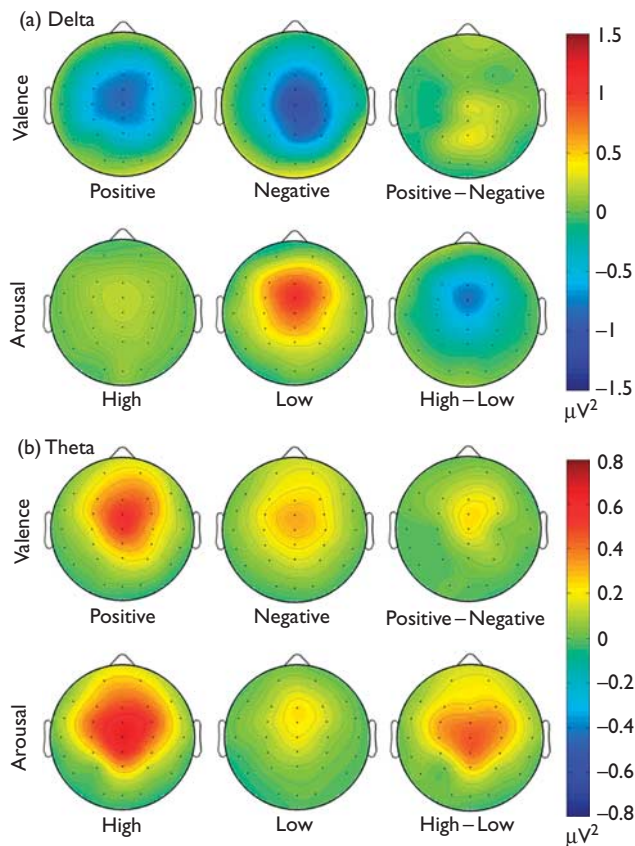 (a) Delta
Valence
Positive
Negative
Positive – Negative
Arousal
High
Low
High – Low
1.5
1
0.5
0
−0.5
−1
−1.5
μV²
(b) Theta
Valence
Positive
Negative
Positive – Negative
Arousal
High
Low
High – Low
0.8
0.6
0.4
0.2
0
−0.2
−0.4
−0.6
−0.8
μV²